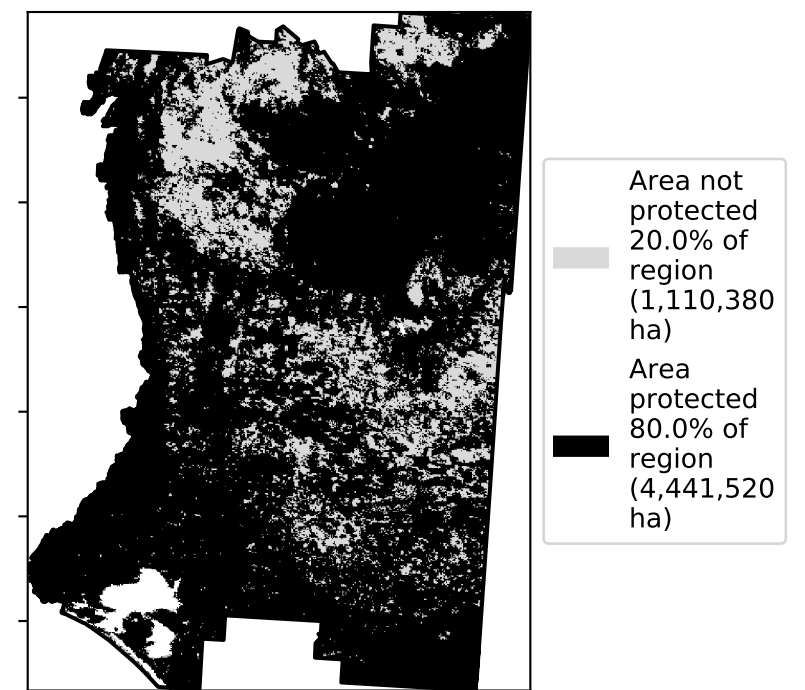 Area not
protected
20.0% of
region
(1,110,380
ha)
Area
protected
80.0% of
region
(4,441,520
ha)